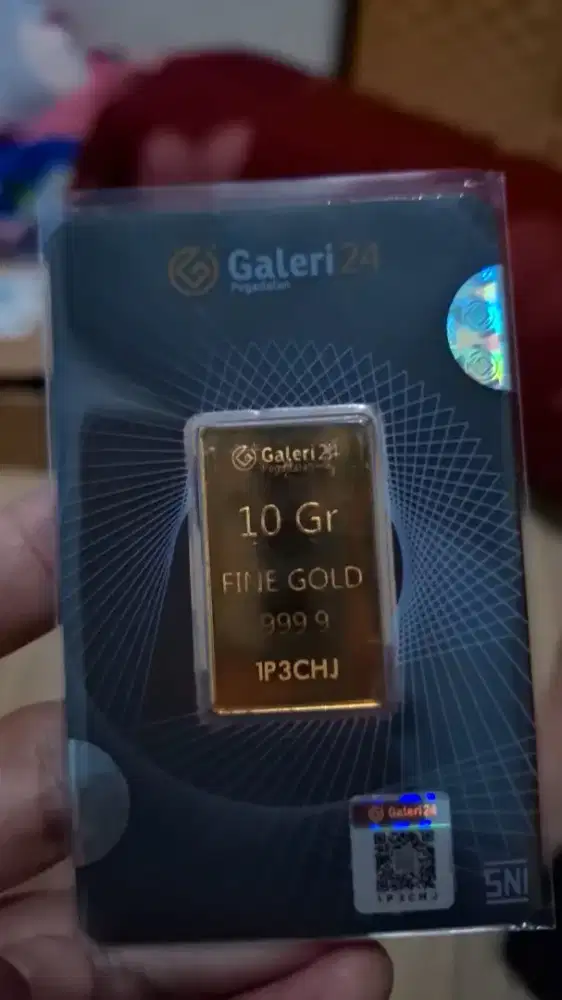 Galeri 24
Pegadaian
Galeri 24
Pegadaian
10 Gr
FINE GOLD
999 9
1P3CHJ
Galeri 24
1P3CHJ
SNI